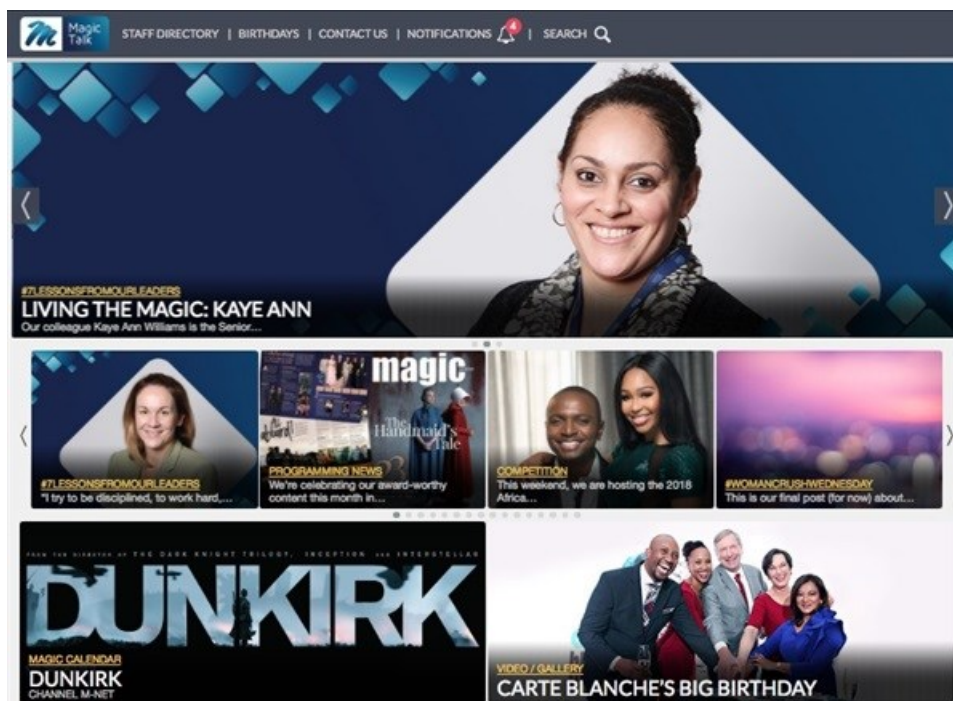 Magic
Talk
STAFF DIRECTORY | BIRTHDAYS | CONTACT US | NOTIFICATIONS 4 | SEARCH
#7LESSONSFROMOURLEADERS
LIVING THE MAGIC: KAYE ANN
Our colleague Kaye Ann Williams is the Senior....
#7LESSONSFROMOURLEADERS
"I try to be disciplined, to work hard,...
magic
The
Handmaid's
Tale
PROGRAMMING NEWS
We're celebrating our award-worthy
content this month in...
COMPETITION
This weekend, we are hosting the 2018
Africa...
#WOMANCRUSHWEDNESDAY
This is our final post (for now) about...
FROM THE DIRECTOR OF THE DARK KNIGHT TRILOGY, INCEPTION AND INTERSTELLAR
DUNKIRK
MAGIC CALENDAR
DUNKIRK
CHANNEL M-NET
VIDEO / GALLERY
CARTE BLANCHE'S BIG BIRTHDAY